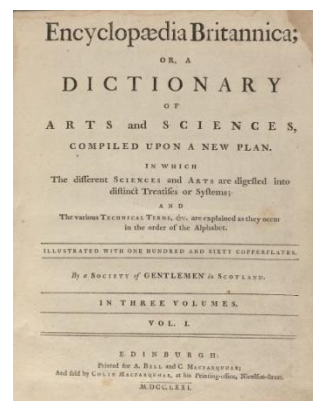 Encyclopædia Britannica;
OR, A
DICTIONARY
OF
ARTS and SCIENCES,
COMPILED UPON A NEW PLAN.
IN WHICH
The different SCIENCES and ARTS are digeſted into
diſtinct Treatiſes or Syſtems;
AND
The various TECHNICAL TERMS, &c. are explained as they occur
in the order of the Alphabet.
ILLUSTRATED WITH ONE HUNDRED AND SIXTY COPPERPLATES.
By a SOCIETY of GENTLEMEN in SCOTLAND.
IN THREE VOLUMES.
VOL. I.
EDINBURGH:
Printed for A. BELL and C. MACFARQUHAR;
And ſold by COLIN MACFARQUHAR, at his Printing-office, Nicolſon-ſtreet.
M.DCC.LXXI.